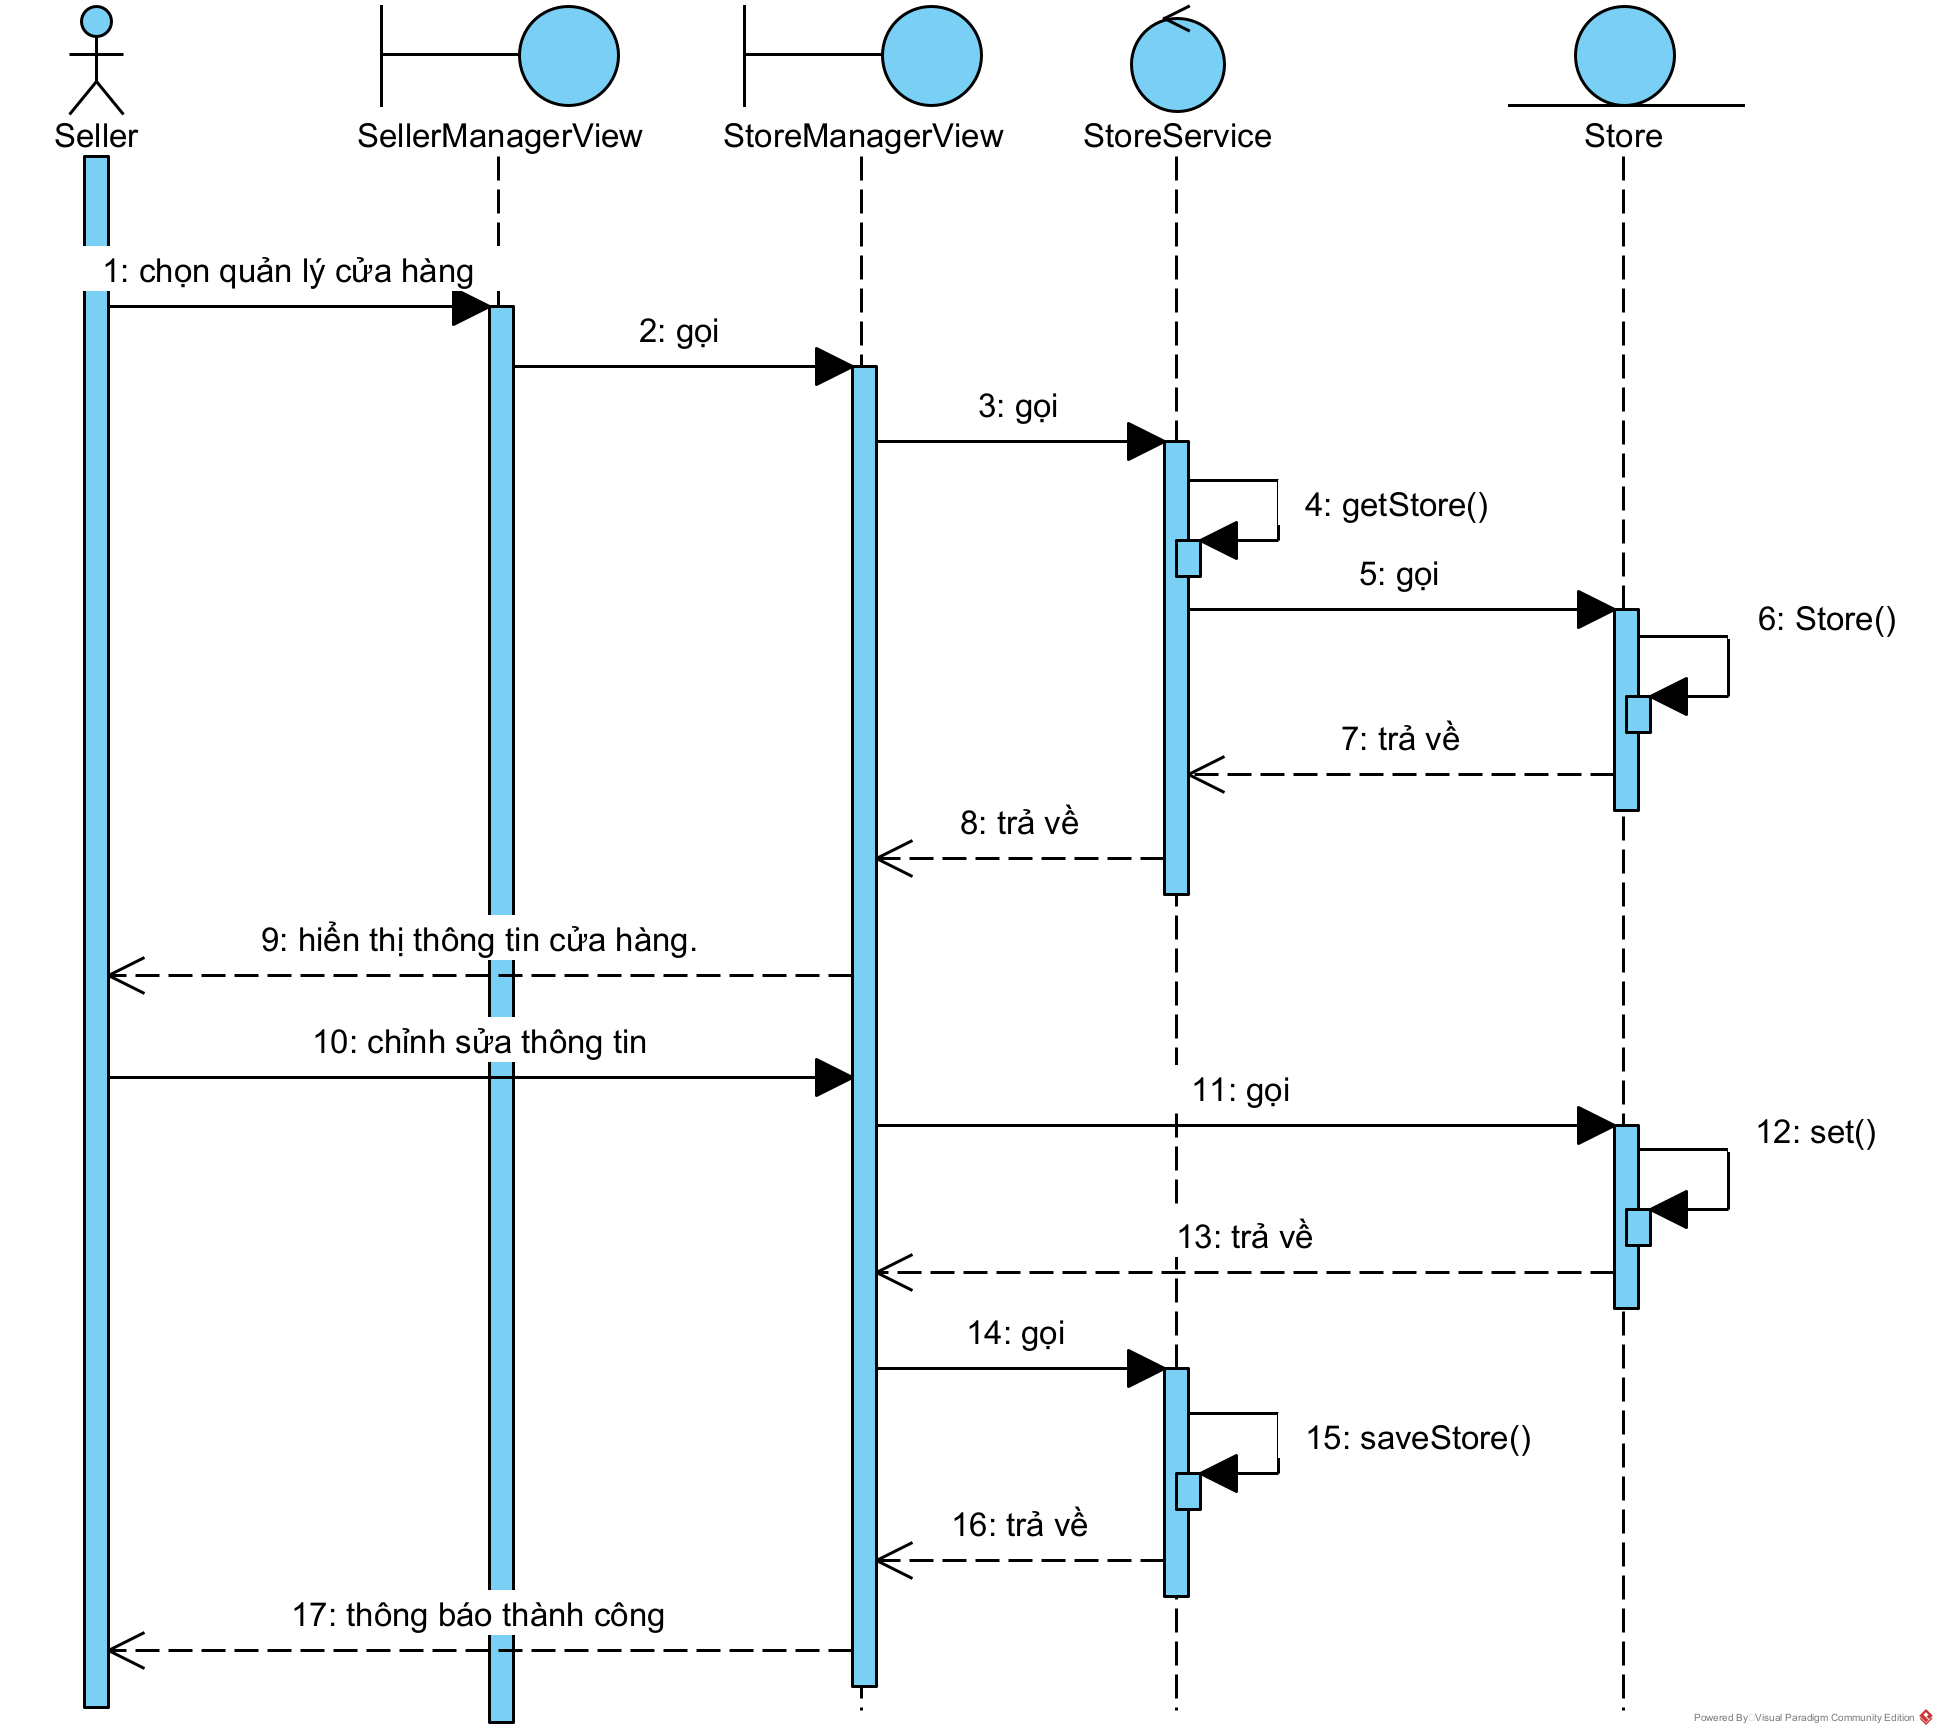 Seller
SellerManagerView
StoreManagerView
StoreService
Store
1: chọn quản lý cửa hàng
2: gọi
3: gọi
4: getStore()
5: gọi
6: Store()
7: trả về
8: trả về
9: hiển thị thông tin cửa hàng.
10: chỉnh sửa thông tin
11: gọi
12: set()
13: trả về
14: gọi
15: saveStore()
16: trả về
17: thông báo thành công
Powered By Visual Paradigm Community Edition